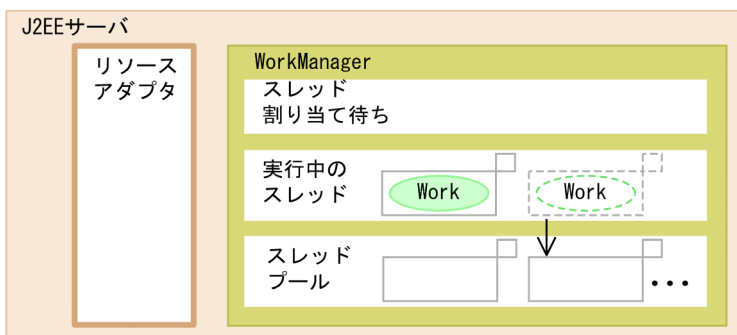 J2EEサーバ
リソース
アダプタ
WorkManager
スレッド
割り当て待ち
実行中の
スレッド
Work
Work
スレッド
プール
•••